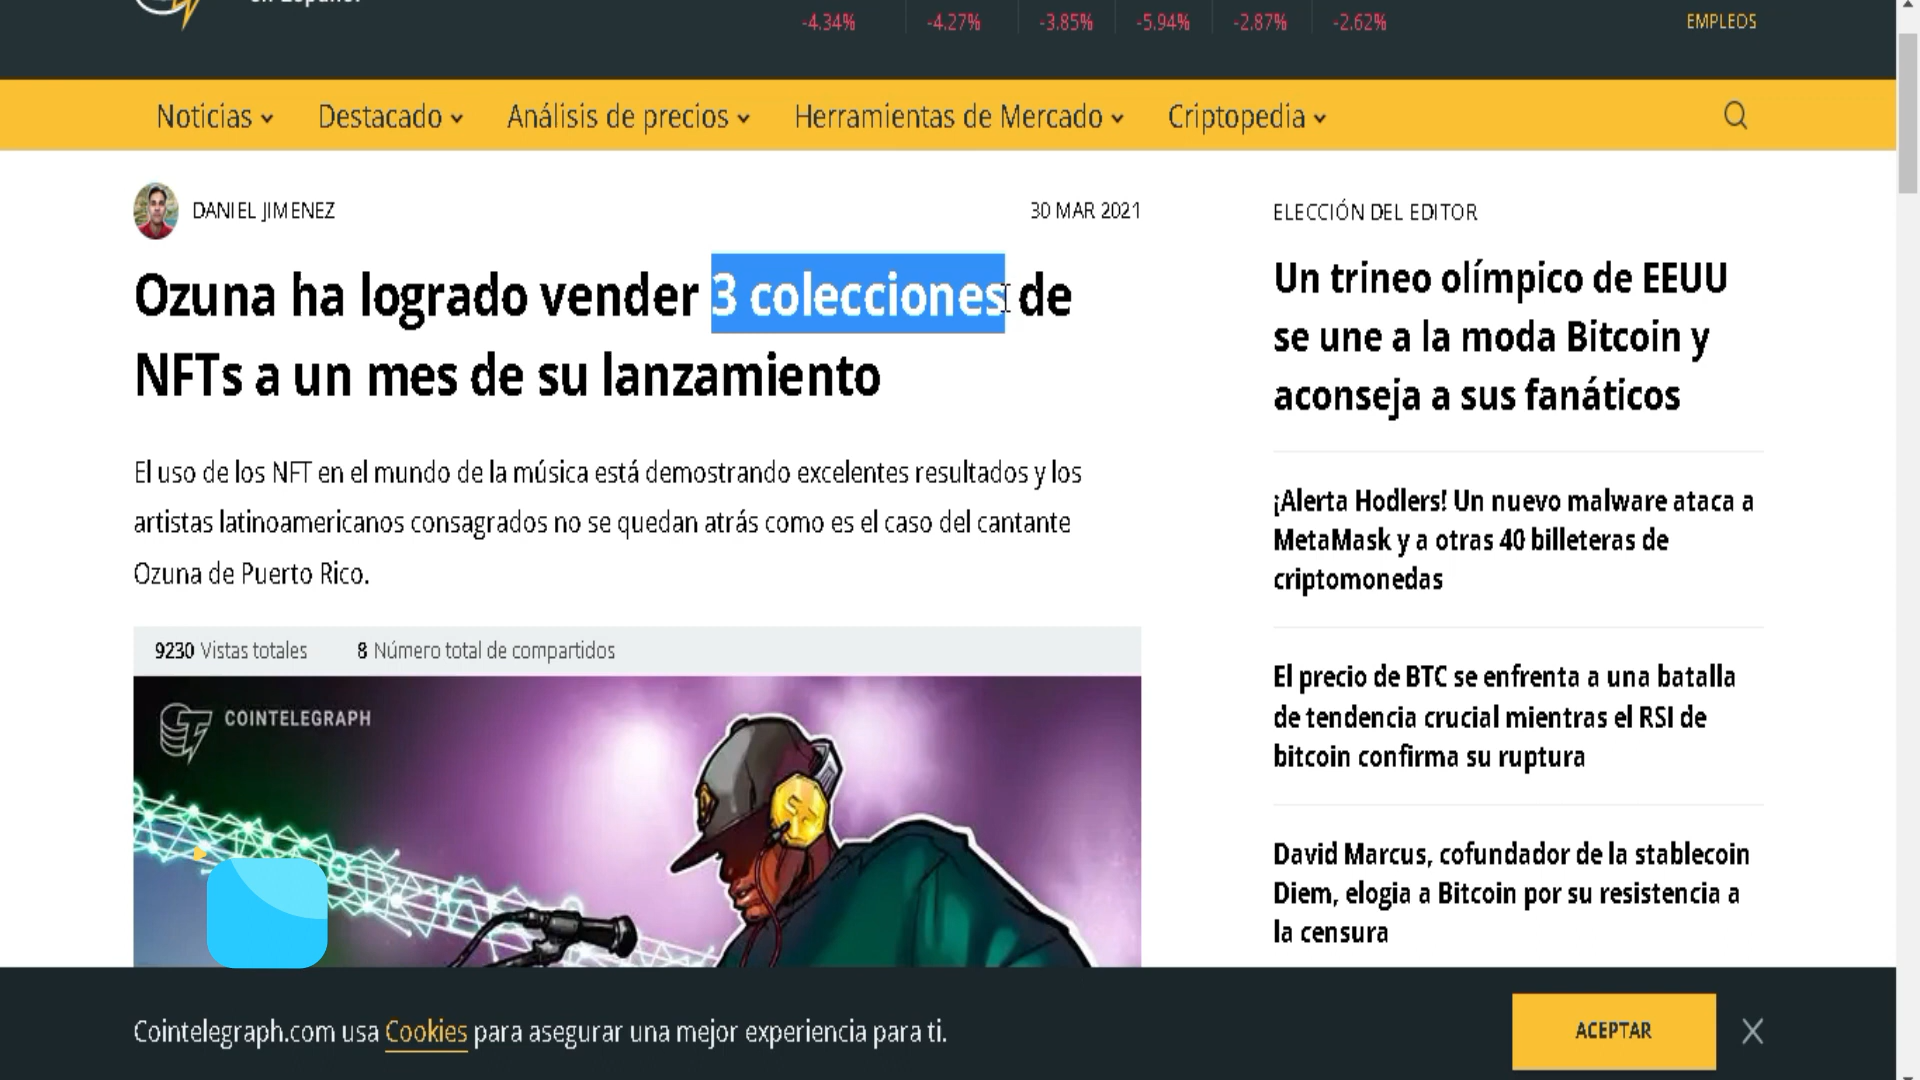 -4.34% -4.27% -3.85% -5.94% -2.87% -2.62%
EMPLEOS
Noticias Destacado Análisis de precios Herramientas de Mercado Criptopedia
DANIEL JIMENEZ
30 MAR 2021
Ozuna ha logrado vender 3 colecciones de
NFTs a un mes de su lanzamiento
El uso de los NFT en el mundo de la música está demostrando excelentes resultados y los
artistas latinoamericanos consagrados no se quedan atrás como es el caso del cantante
Ozuna de Puerto Rico.
9230 Vistas totales 8 Número total de compartidos
COINTELEGRAPH
ELECCIÓN DEL EDITOR
Un trineo olímpico de EEUU
se une a la moda Bitcoin y
aconseja a sus fanáticos
¡Alerta Hodlers! Un nuevo malware ataca a
MetaMask y a otras 40 billeteras de
criptomonedas
El precio de BTC se enfrenta a una batalla
de tendencia crucial mientras el RSI de
bitcoin confirma su ruptura
David Marcus, cofundador de la stablecoin
Diem, elogia a Bitcoin por su resistencia a
la censura
Cointelegraph.com usa Cookies para asegurar una mejor experiencia para ti.
ACEPTAR